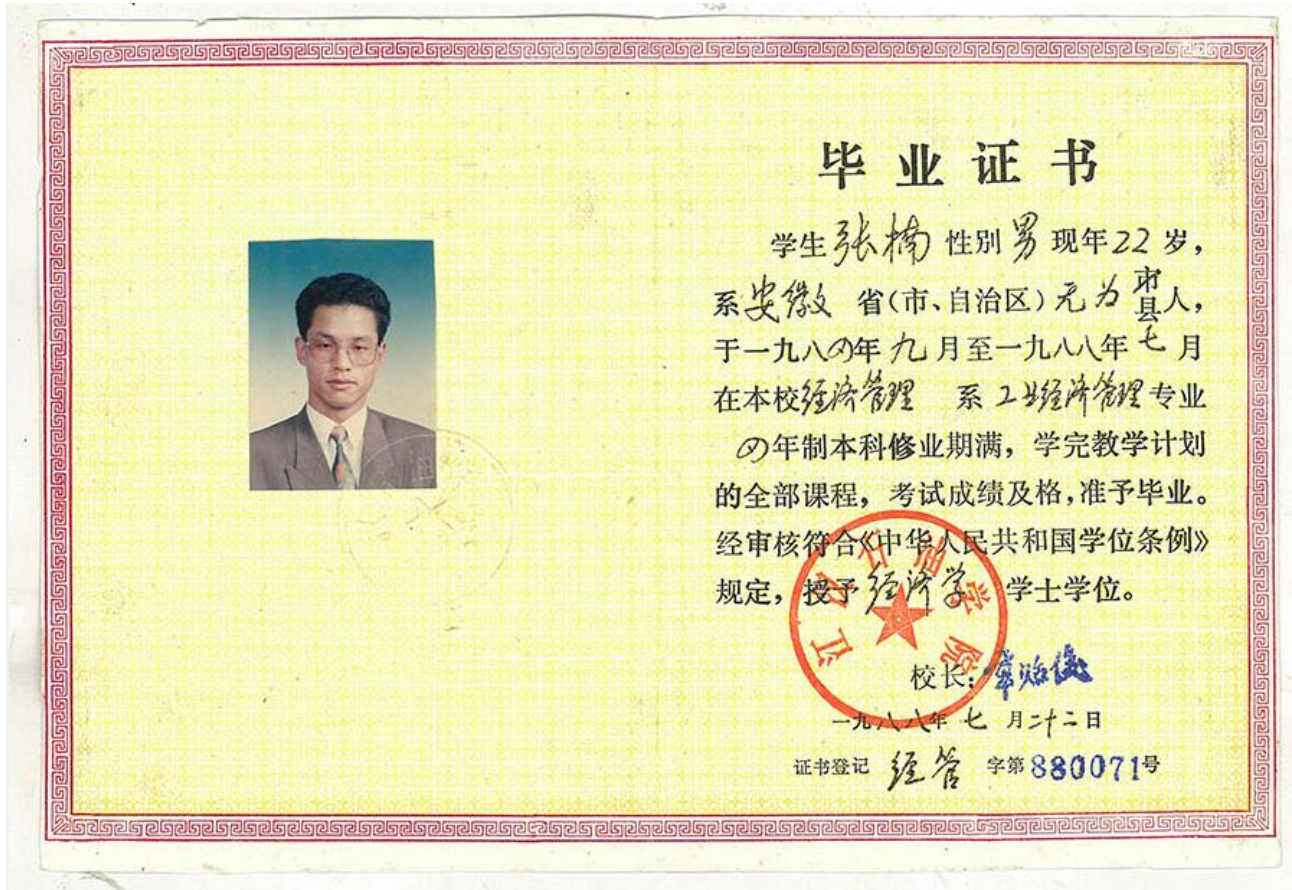 毕业证书
学生张楠 性别 男 现年22岁，
系安徽 省（市、自治区）无为 市县人，
于一九八四年九月至一九八八年七月
在本校经济管理 系 工业经济管理专业
四年制本科修业期满，学完教学计划
的全部课程，考试成绩及格，准予毕业。
经审核符合《中华人民共和国学位条例》
规定，授予经济学 学士学位。
江汉石油学院
校长：
一九八八年七月二十二日
证书登记 经管 字第880071号